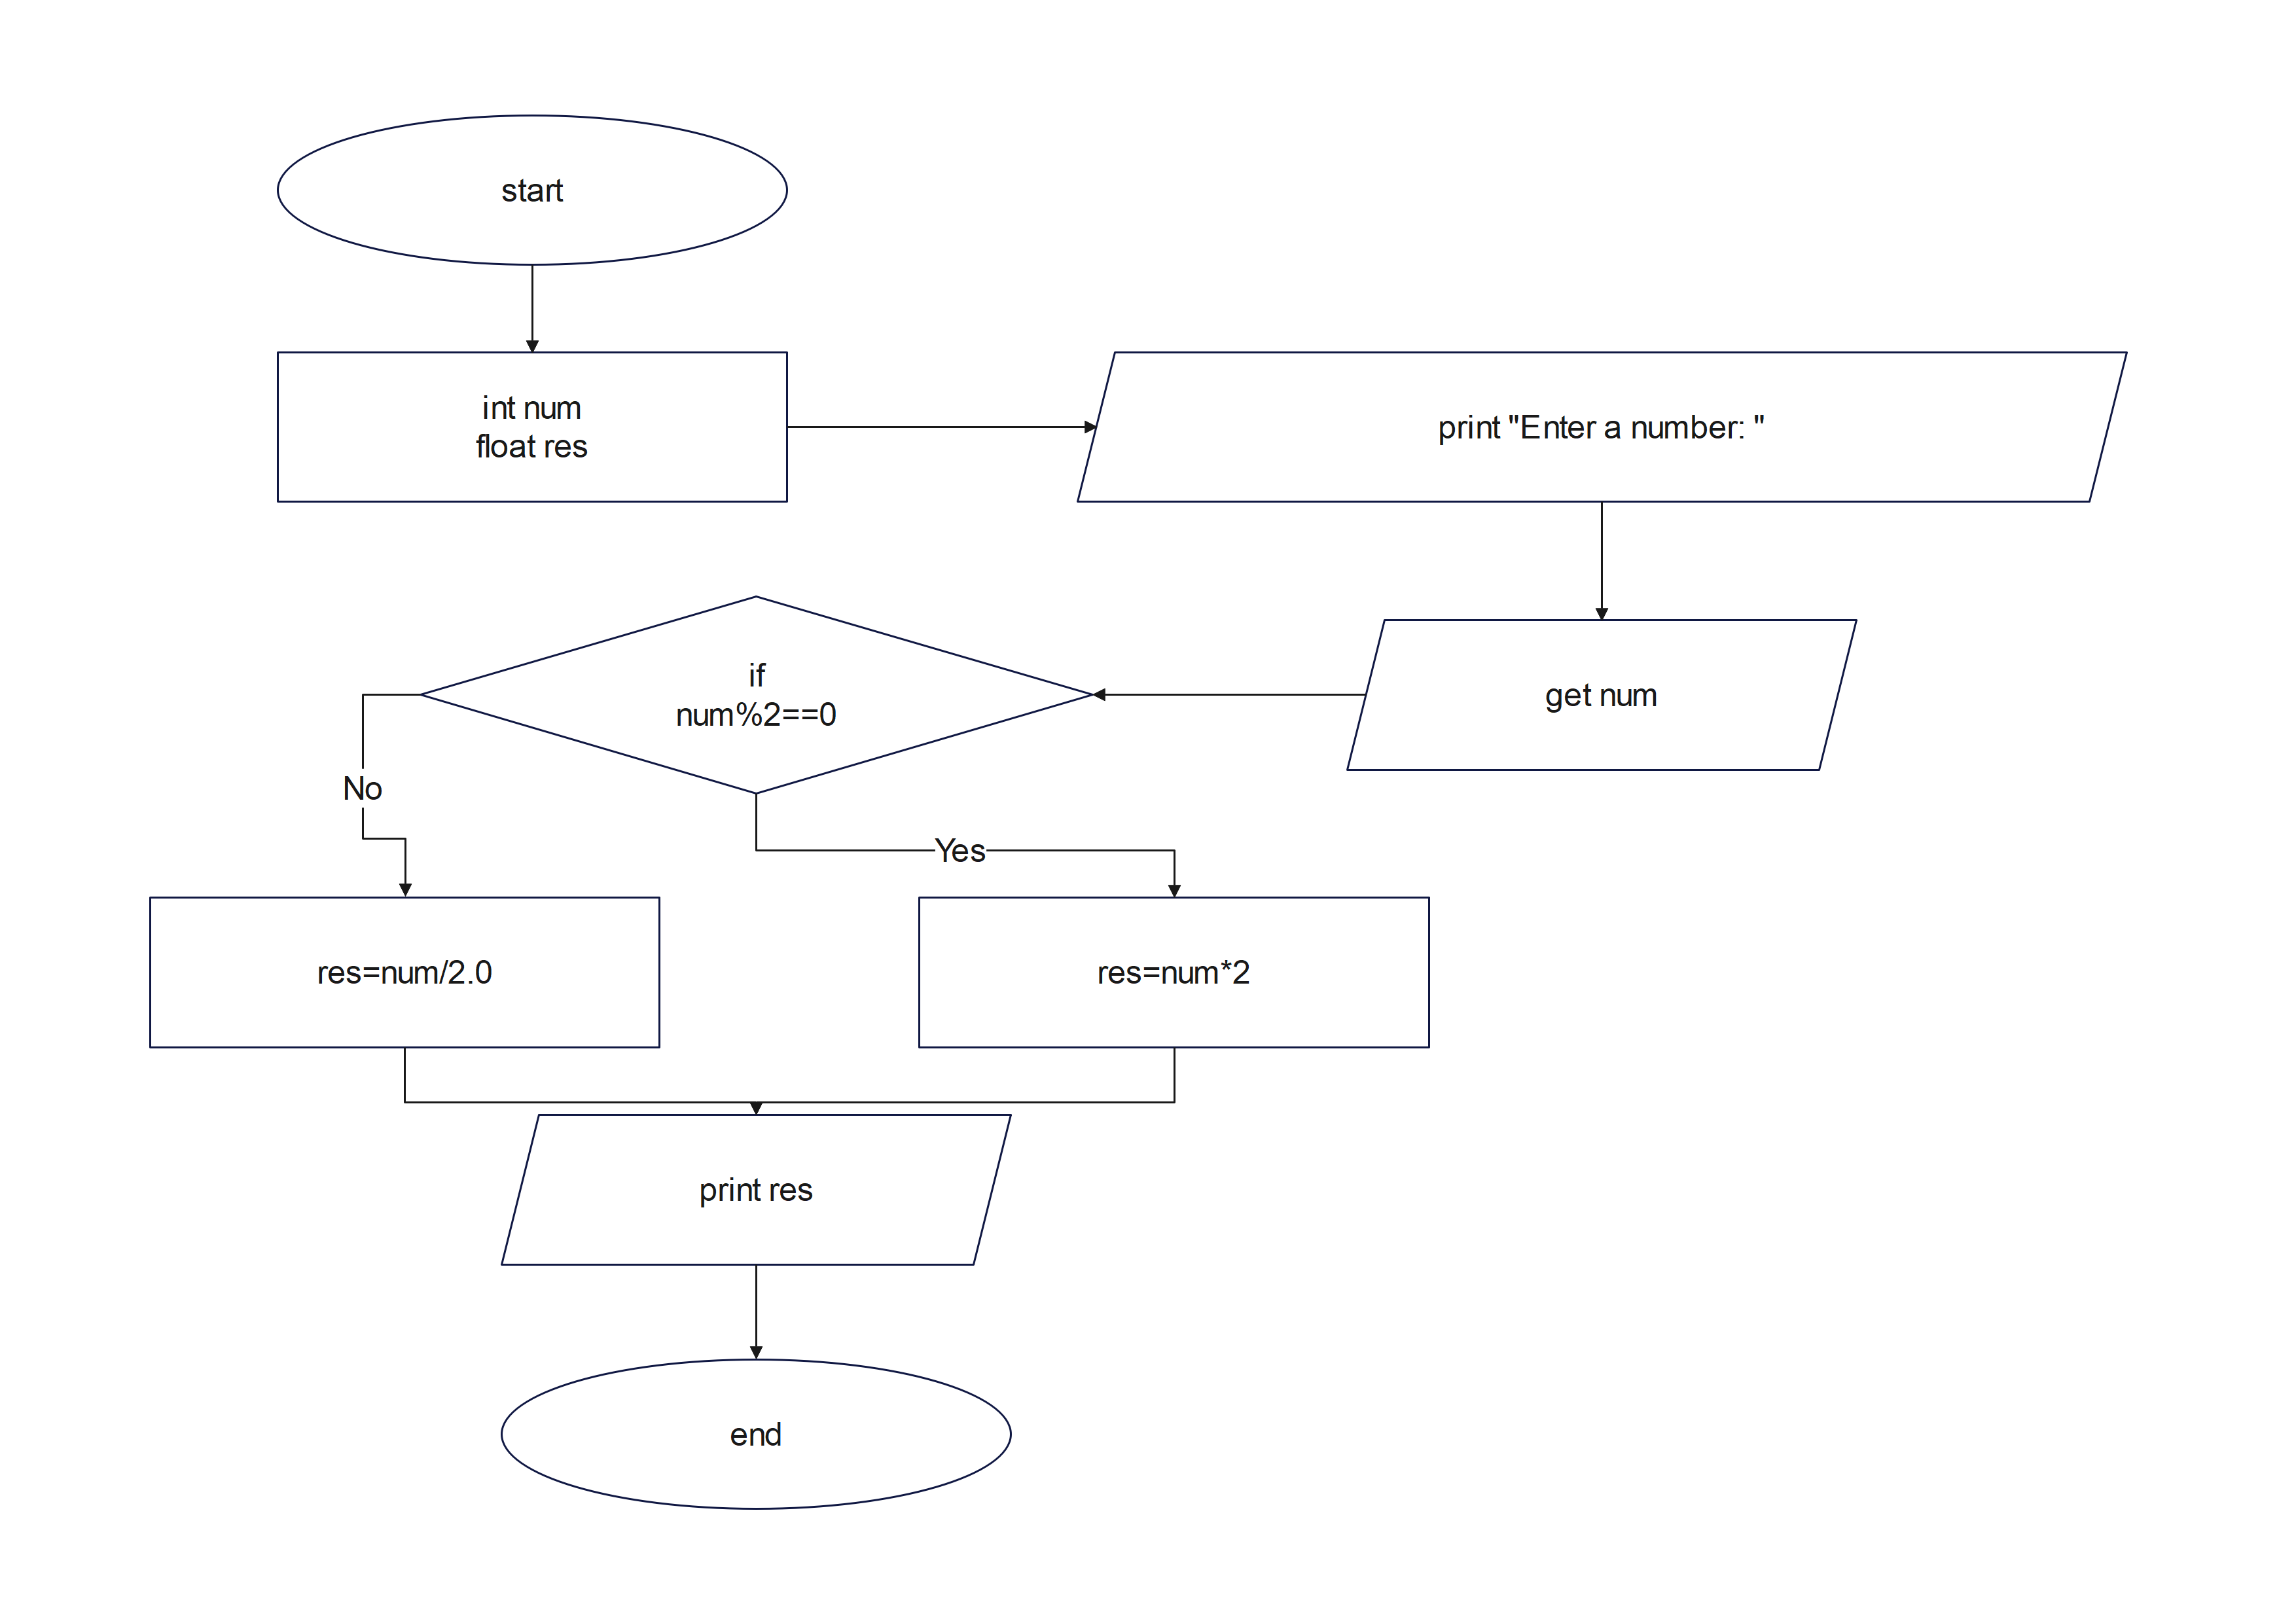 start
int num
float res
print "Enter a number: "
get num
if
num%2==0
No
Yes
res=num/2.0
res=num*2
print res
end